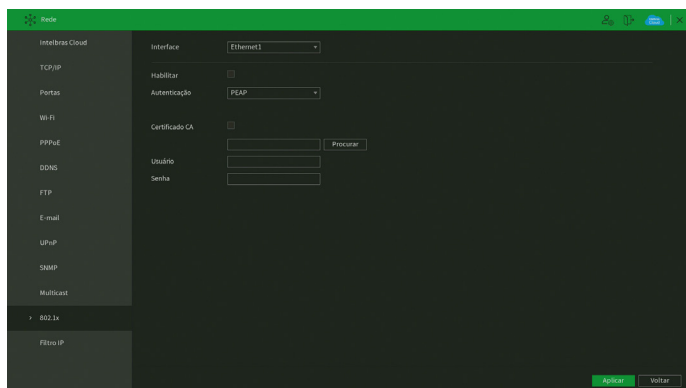 Rede
Intelbras Cloud
TCP/IP
Portas
Wi-Fi
PPPoE
DDNS
FTP
E-mail
UPnP
SNMP
Multicast
802.1x
Filtro IP
Interface
Ethernet1
Habilitar
Autenticação
PEAP
Certificado CA
Procurar
Usuário
Senha
Aplicar
Voltar